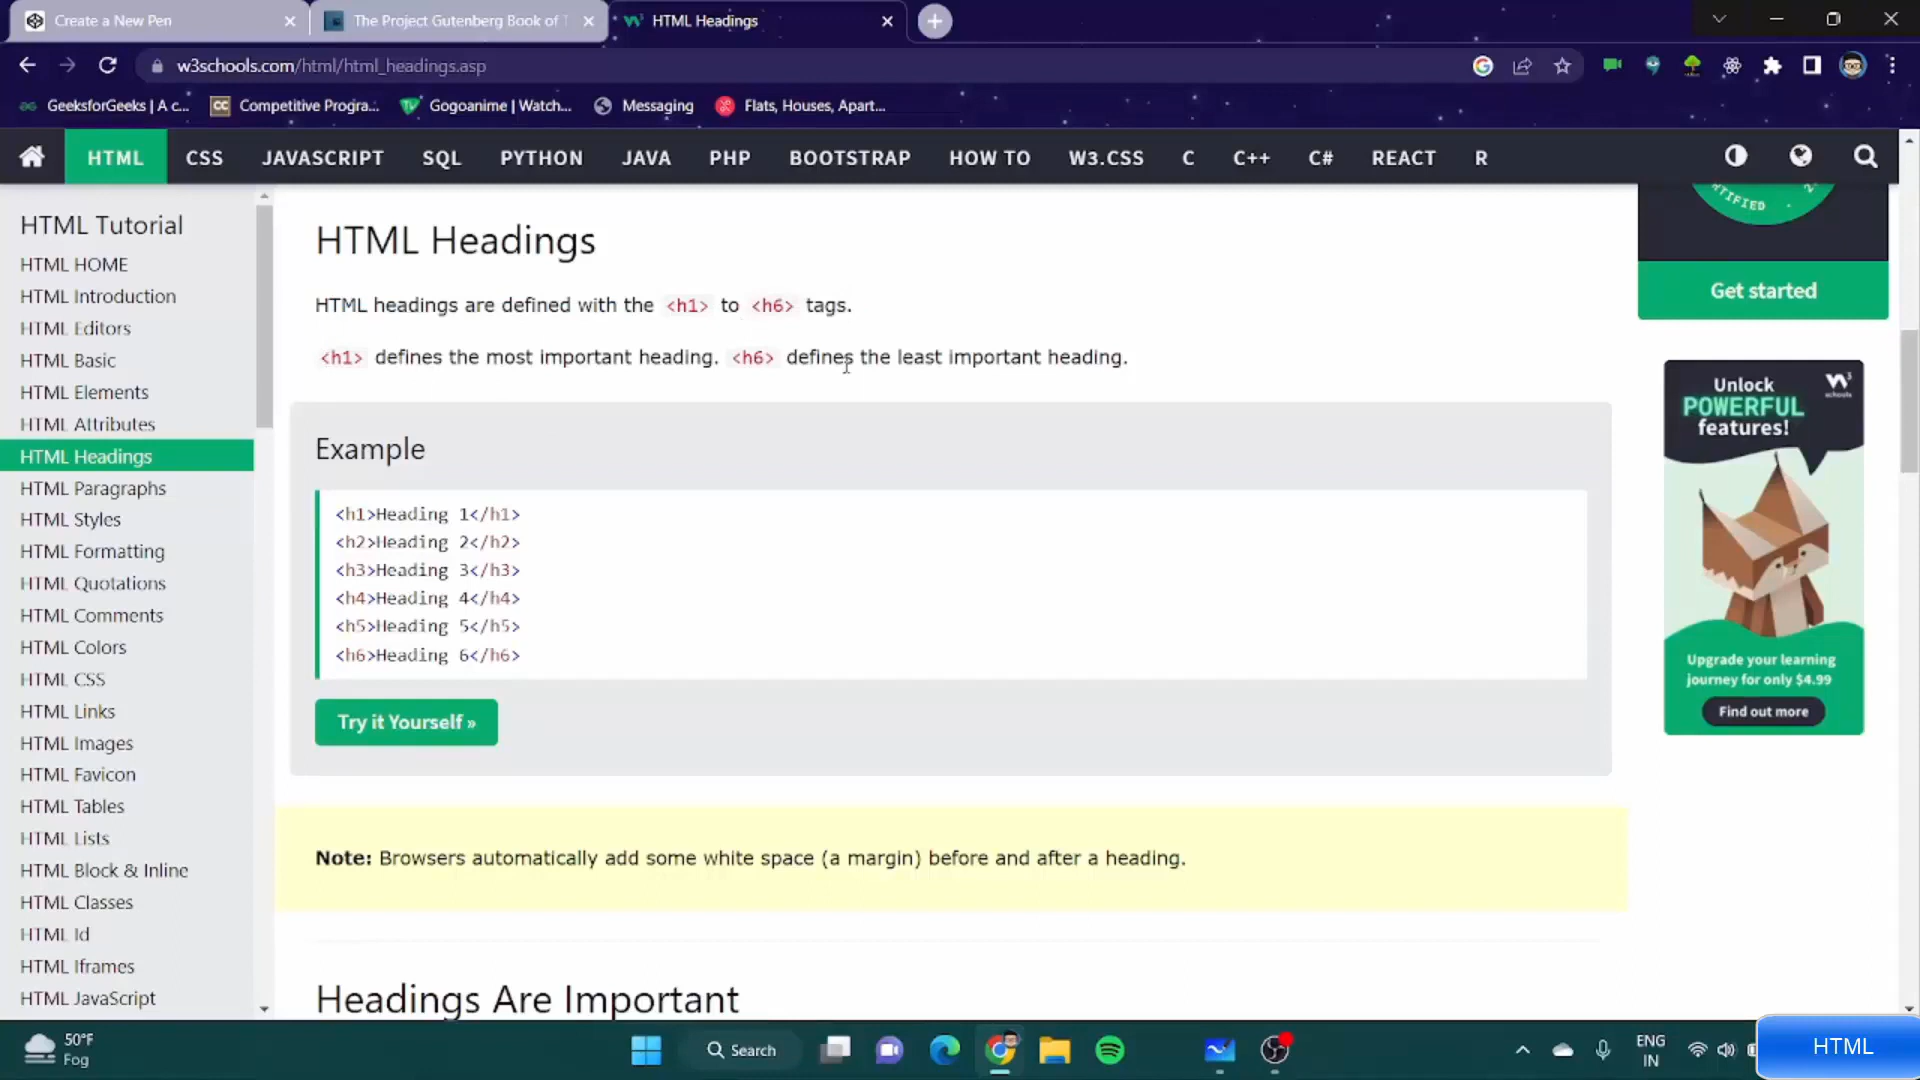 Create a New Pen
The Project Gutenberg Book of T
HTML Headings
w3schools.com/html/html_headings.asp
GeeksforGeeks | A c...
Competitive Progra...
Gogoanime | Watch...
Messaging
Flats, Houses, Apart...
HTML
CSS
JAVASCRIPT
SQL
PYTHON
JAVA
PHP
BOOTSTRAP
HOW TO
W3.CSS
C
C++
C#
REACT
R
HTML Tutorial
HTML HOME
HTML Introduction
HTML Editors
HTML Basic
HTML Elements
HTML Attributes
HTML Headings
HTML Paragraphs
HTML Styles
HTML Formatting
HTML Quotations
HTML Comments
HTML Colors
HTML CSS
HTML Links
HTML Images
HTML Favicon
HTML Tables
HTML Lists
HTML Block & Inline
HTML Classes
HTML Id
HTML Iframes
HTML JavaScript
HTML Headings
HTML headings are defined with the <h1> to <h6> tags.
<h1> defines the most important heading. <h6> defines the least important heading.
Example
<h1>Heading 1</h1>
<h2>Heading 2</h2>
<h3>Heading 3</h3>
<h4>Heading 4</h4>
<h5>Heading 5</h5>
<h6>Heading 6</h6>
Try it Yourself »
Note: Browsers automatically add some white space (a margin) before and after a heading.
Headings Are Important
Get started
Unlock
POWERFUL
features!
W3
schools
Upgrade your learning
journey for only $4.99
Find out more
50°F
Fog
Search
ENG
IN
HTML